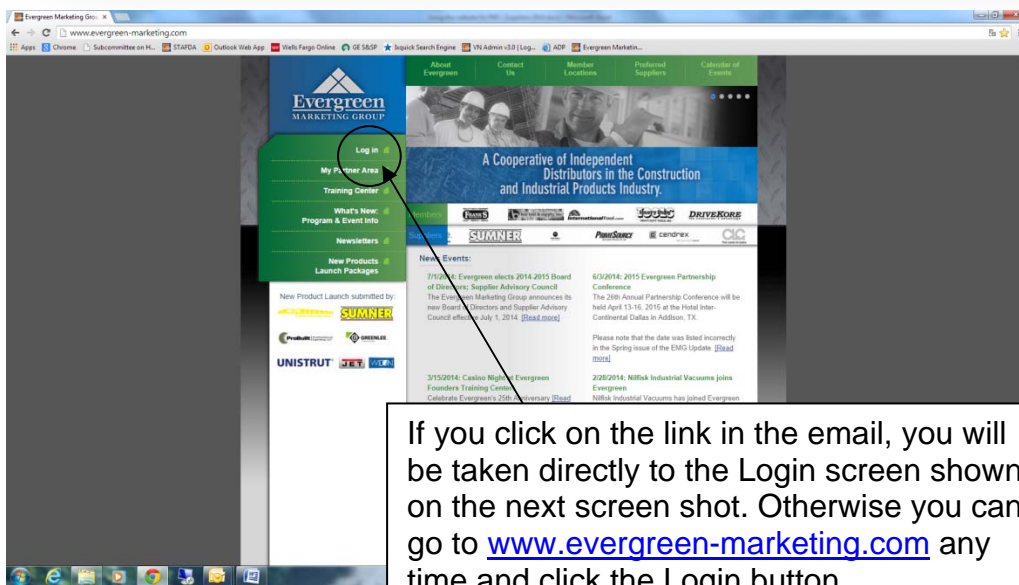 Evergreen Marketing Gro
www.evergreen-marketing.com
Apps Chrome Subcommittee on H... STAFDA Outlook Web App Wells Fargo Online GE S&SP Ixquick Search Engine VN Admin v3.0 | Log... ADP Evergreen Marketin...
About Evergreen
Contact Us
Member Locations
Preferred Suppliers
Calendar of Events
Evergreen
MARKETING GROUP
Log in
My Partner Area
Training Center
What's New:
Program & Event Info
Newsletters
New Products
Launch Packages
A Cooperative of Independent
Distributors in the Construction
and Industrial Products Industry.
Members
DRIVEKORE
Suppliers
SUMNER
PowerSource
cendrex
CLC
News Events:
7/1/2014: Evergreen elects 2014-2015 Board
of Directors; Supplier Advisory Council
The Evergreen Marketing Group announces its
new Board of Directors and Supplier Advisory
Council effective July 1, 2014. [Read more]
6/3/2014: 2015 Evergreen Partnership
Conference
The 26th Annual Partnership Conference will be
held April 13-16, 2015 at the Hotel Inter-
Continental Dallas in Addison, TX.
Please note that the date was listed incorrectly
in the Spring issue of the EMG Update. [Read
more]
3/15/2014: Casino Night at Evergreen
Founders Training Center
Celebrate Evergreen's 25th Anniversary [Read
2/28/2014: Nilfisk Industrial Vacuums joins
Evergreen
Nilfisk Industrial Vacuums has joined Evergreen
New Product Launch submitted by:
SUMNER
ProBuilt
GREENLEE
UNISTRUT
JET
If you click on the link in the email, you will
be taken directly to the Login screen shown
on the next screen shot. Otherwise you can
go to www.evergreen-marketing.com any
time and click the Login button